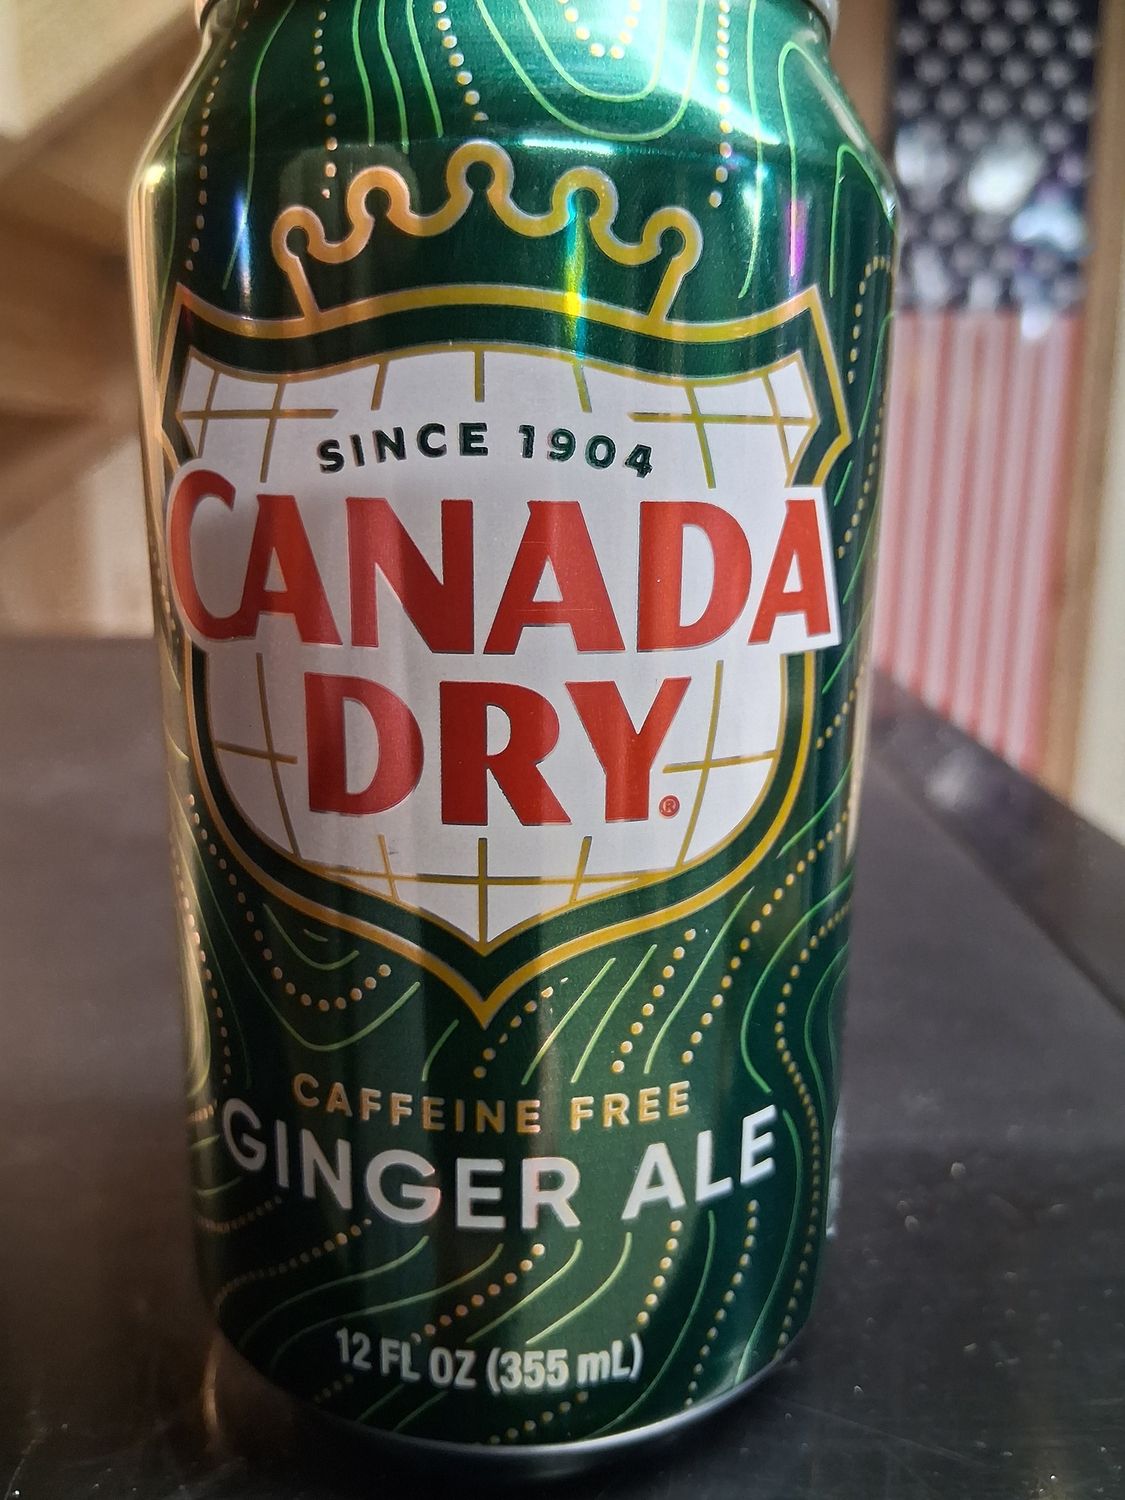 SINCE 1904
CANADA
DRY®
CAFFEINE FREE
GINGER ALE
12 FL OZ (355 mL)